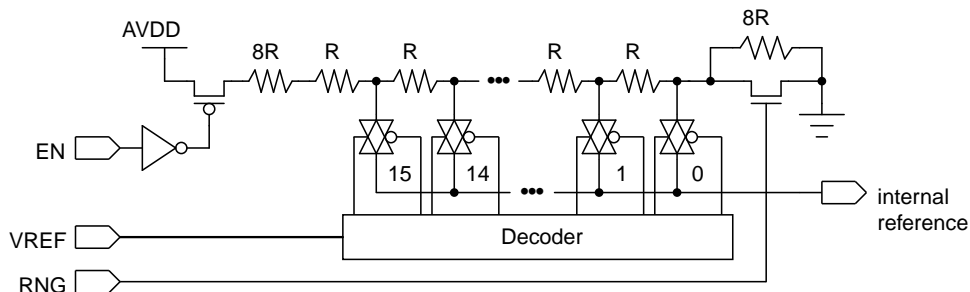 8R
AVDD
8R R R R R
EN
15 14 1 0
internal
reference
VREF
Decoder
RNG